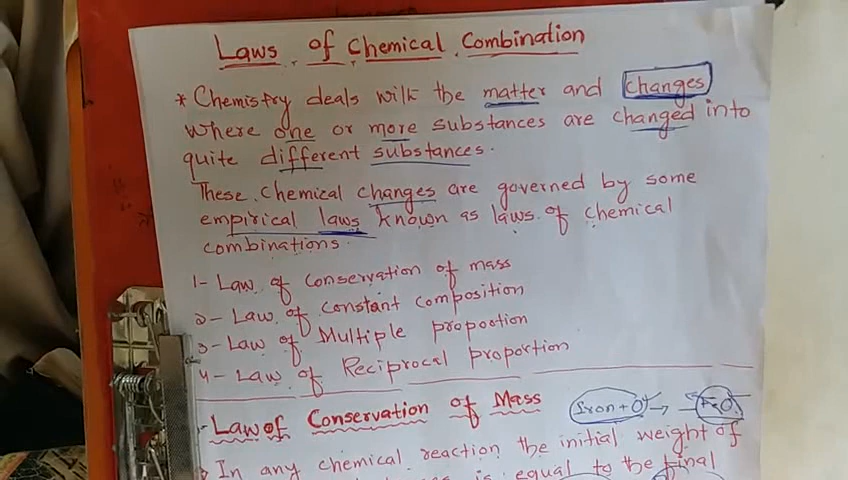 Laws of Chemical Combination
* Chemistry deals with the matter and changes
where one or more substances are changed into
quite different substances.
These chemical changes are governed by some
empirical laws known as laws of chemical
combinations.
1- Law of Conservation of mass
2- Law of Constant composition
3- Law of Multiple propootion
4- Law of Reciprocal proportion
Law of Conservation of Mass Iron + O →
In any chemical reaction the initial weight of
is equal to the final